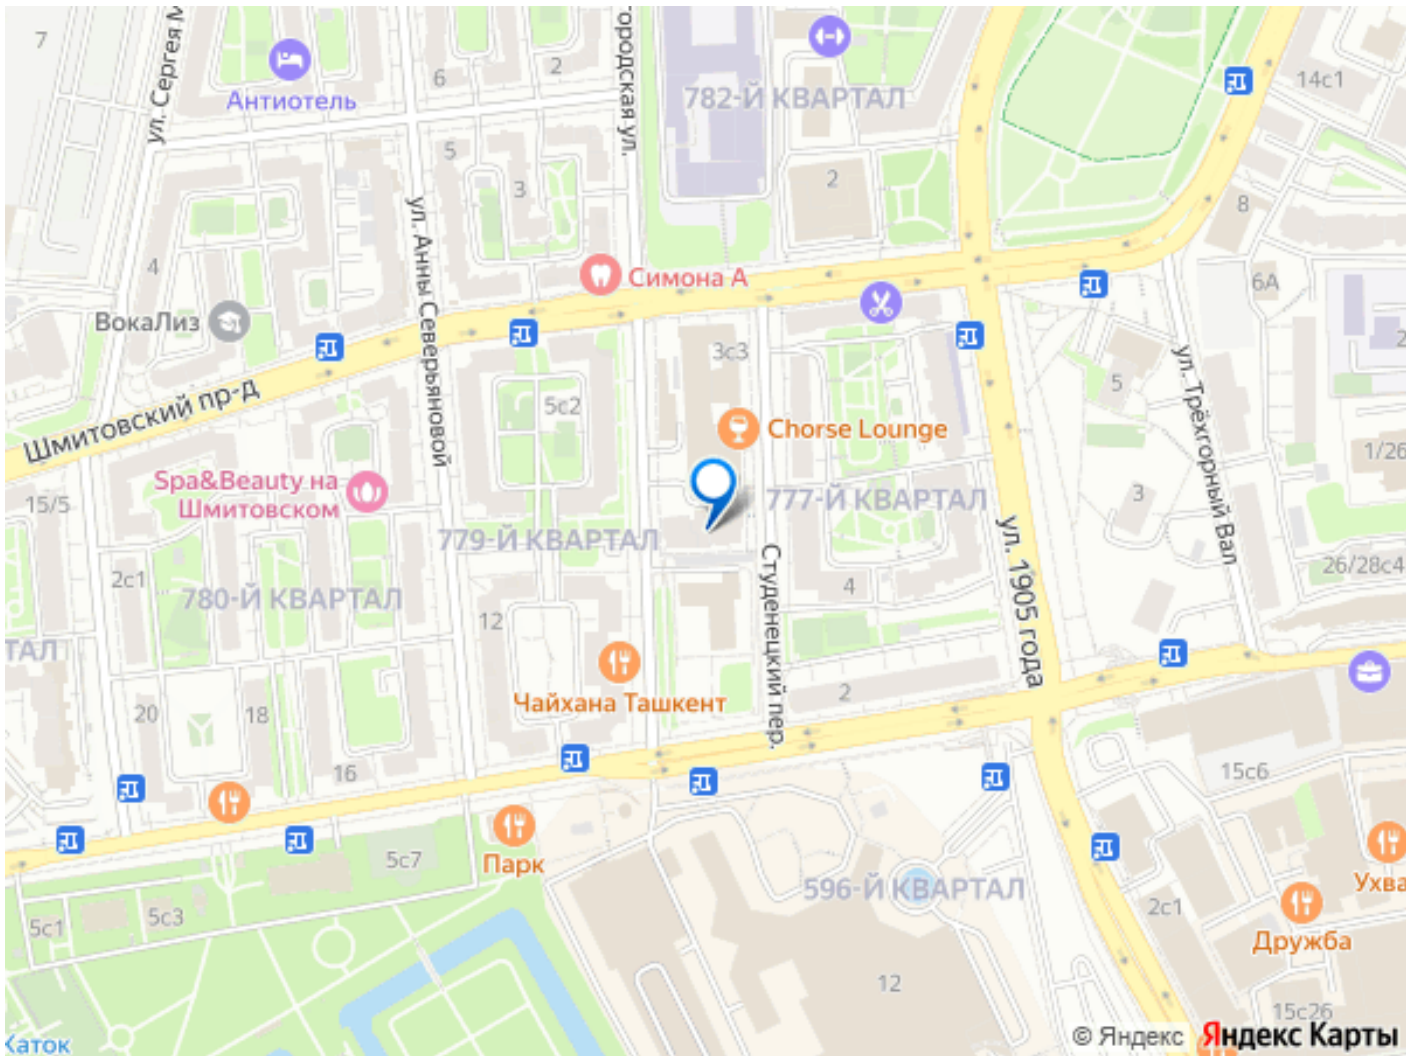 7
ул. Сергея М
6
2
ородская ул.
Антиотель
782-Й КВАРТАЛ
14с1
5
3
2
8
ул. Анны Северьяновой
4
Симона А
6А
ВокаЛиз
3с3
2
ул. Трёхгорный Вал
5
Шмитовский пр-д
5с2
Chorse Lounge
1/26
Spa&Beauty на
Шмитовском
15/5
777-Й КВАРТАЛ
3
779-Й КВАРТАЛ
ул. 1905 года
Студенецкий пер.
2с1
780-Й КВАРТАЛ
4
26/28с4
12
ТАЛ
Чайхана Ташкент
2
20
18
16
15с6
5с7
Парк
596-Й КВАРТАЛ
Ухва
5с1
5с3
2с1
Дружба
12
15с26
Каток
© Яндекс
Яндекс Карты